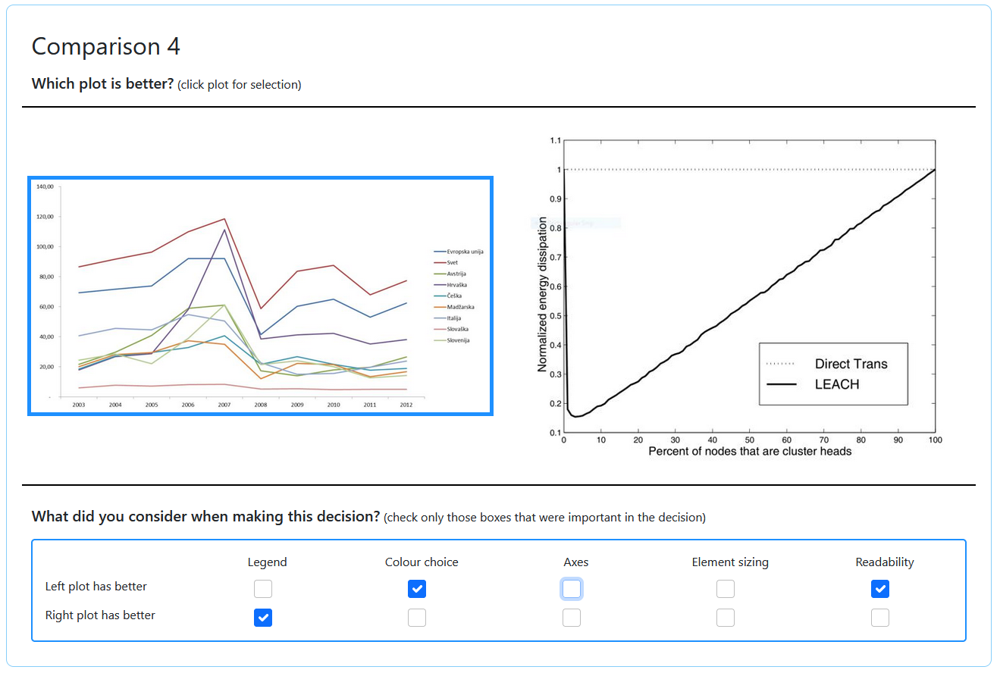 Comparison 4
Which plot is better? (click plot for selection)
140,00
120,00
100,00
80,00
60,00
40,00
20,00
-
2003 2004 2005 2006 2007 2008 2009 2010 2011 2012
Evropska unija
Svet
Avstrija
Hrvaška
Češka
Madžarska
Italija
Slovaška
Slovenija
1.1
1
0.9
0.8
0.7
0.6
0.5
0.4
0.3
0.2
0.1
Normalized energy dissipation
Direct Trans
LEACH
0 10 20 30 40 50 60 70 80 90 100
Percent of nodes that are cluster heads
What did you consider when making this decision? (check only those boxes that were important in the decision)
Legend Colour choice Axes Element sizing Readability
Left plot has better
Right plot has better